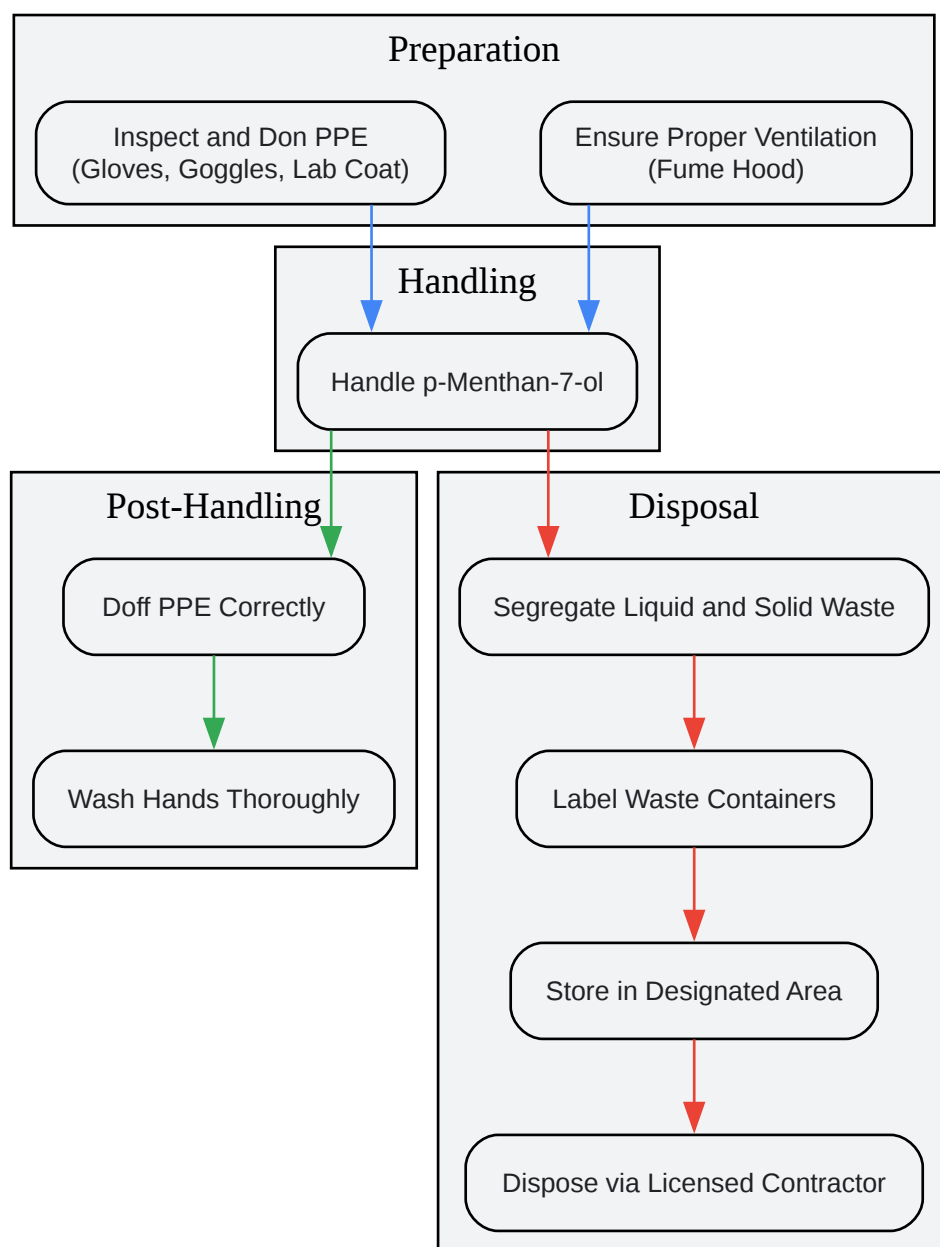 Preparation
Inspect and Don PPE
(Gloves, Goggles, Lab Coat)
Ensure Proper Ventilation
(Fume Hood)
Handling
Handle p-Menthan-7-ol
Post-Handling
Doff PPE Correctly
Wash Hands Thoroughly
Disposal
Segregate Liquid and Solid Waste
Label Waste Containers
Store in Designated Area
Dispose via Licensed Contractor